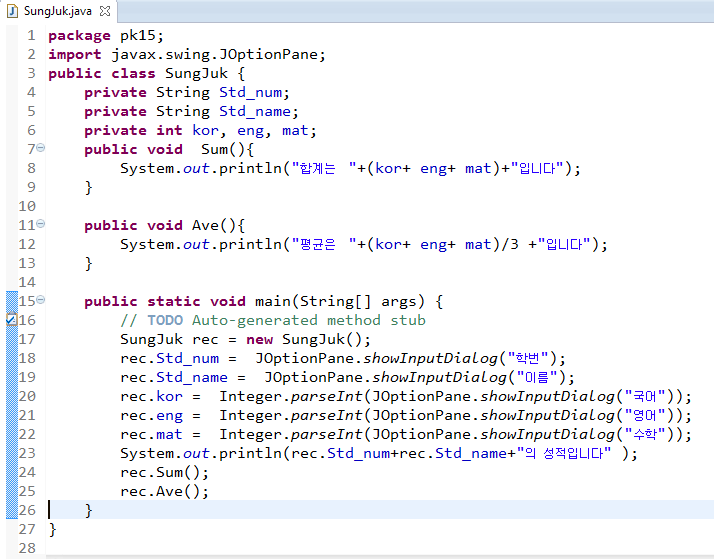 SungJuk.java
1 package pk15;
2 import javax.swing.JOptionPane;
3 public class SungJuk {
4     private String Std_num;
5     private String Std_name;
6     private int kor, eng, mat;
7     public void  Sum(){
8         System.out.println("합계는 "+(kor+ eng+ mat)+"입니다");
9     }
10
11     public void Ave(){
12         System.out.println("평균은 "+(kor+ eng+ mat)/3 +"입니다");
13     }
14
15     public static void main(String[] args) {
16         // TODO Auto-generated method stub
17         SungJuk rec = new SungJuk();
18         rec.Std_num =  JOptionPane.showInputDialog("학번");
19         rec.Std_name =  JOptionPane.showInputDialog("이름");
20         rec.kor =  Integer.parseInt(JOptionPane.showInputDialog("국어"));
21         rec.eng =  Integer.parseInt(JOptionPane.showInputDialog("영어"));
22         rec.mat =  Integer.parseInt(JOptionPane.showInputDialog("수학"));
23         System.out.println(rec.Std_num+rec.Std_name+"의 성적입니다" );
24         rec.Sum();
25         rec.Ave();
26     }
27 }
28